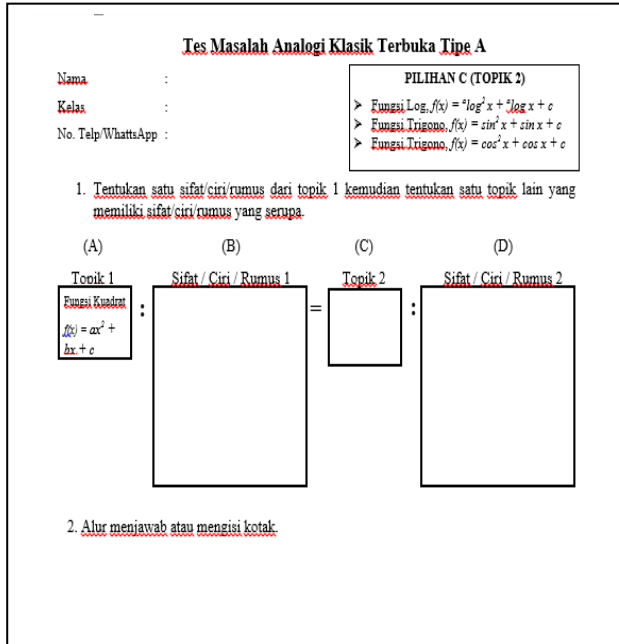 Tes Masalah Analogi Klasik Terbuka Tipe A
Nama :
Kelas :
No. Telp/WhattsApp :
PILIHAN C (TOPIK 2)
➢ Fungsi Log, f(x) = ᵃlog² x + ᵃlog x + c
➢ Fungsi Trigono, f(x) = sin² x + sin x + c
➢ Fungsi Trigono, f(x) = cos² x + cos x + c
1. Tentukan satu sifat/ciri/rumus dari topik 1 kemudian tentukan satu topik lain yang
memiliki sifat/ciri/rumus yang serupa.
(A) (B) (C) (D)
Topik 1 Sifat / Ciri / Rumus 1 Topik 2 Sifat / Ciri / Rumus 2
Fungsi Kuadrat
f(x) = ax² +
bx + c
: = :
2. Alur menjawab atau mengisi kotak.